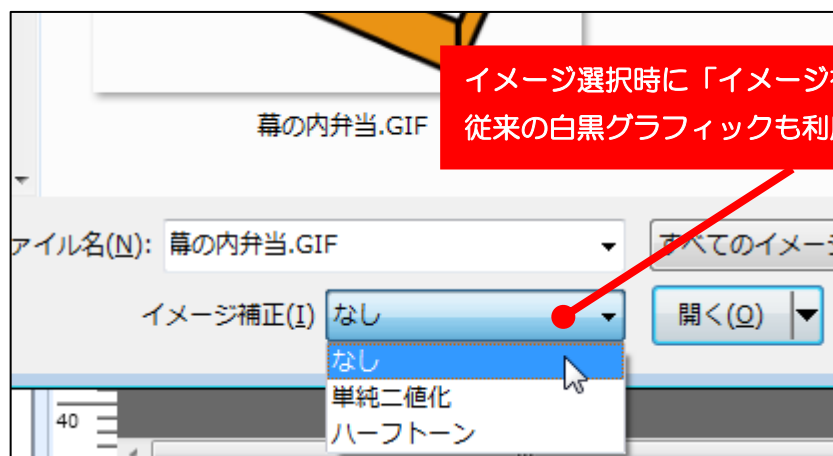 イメージ選択時に「イメージ
従来の白黒グラフィックも利
幕の内弁当.GIF
ァイル名(N):
幕の内弁当.GIF
すべてのイメージ
イメージ補正(I)
なし
開く(O)
なし
単純二値化
ハーフトーン
40